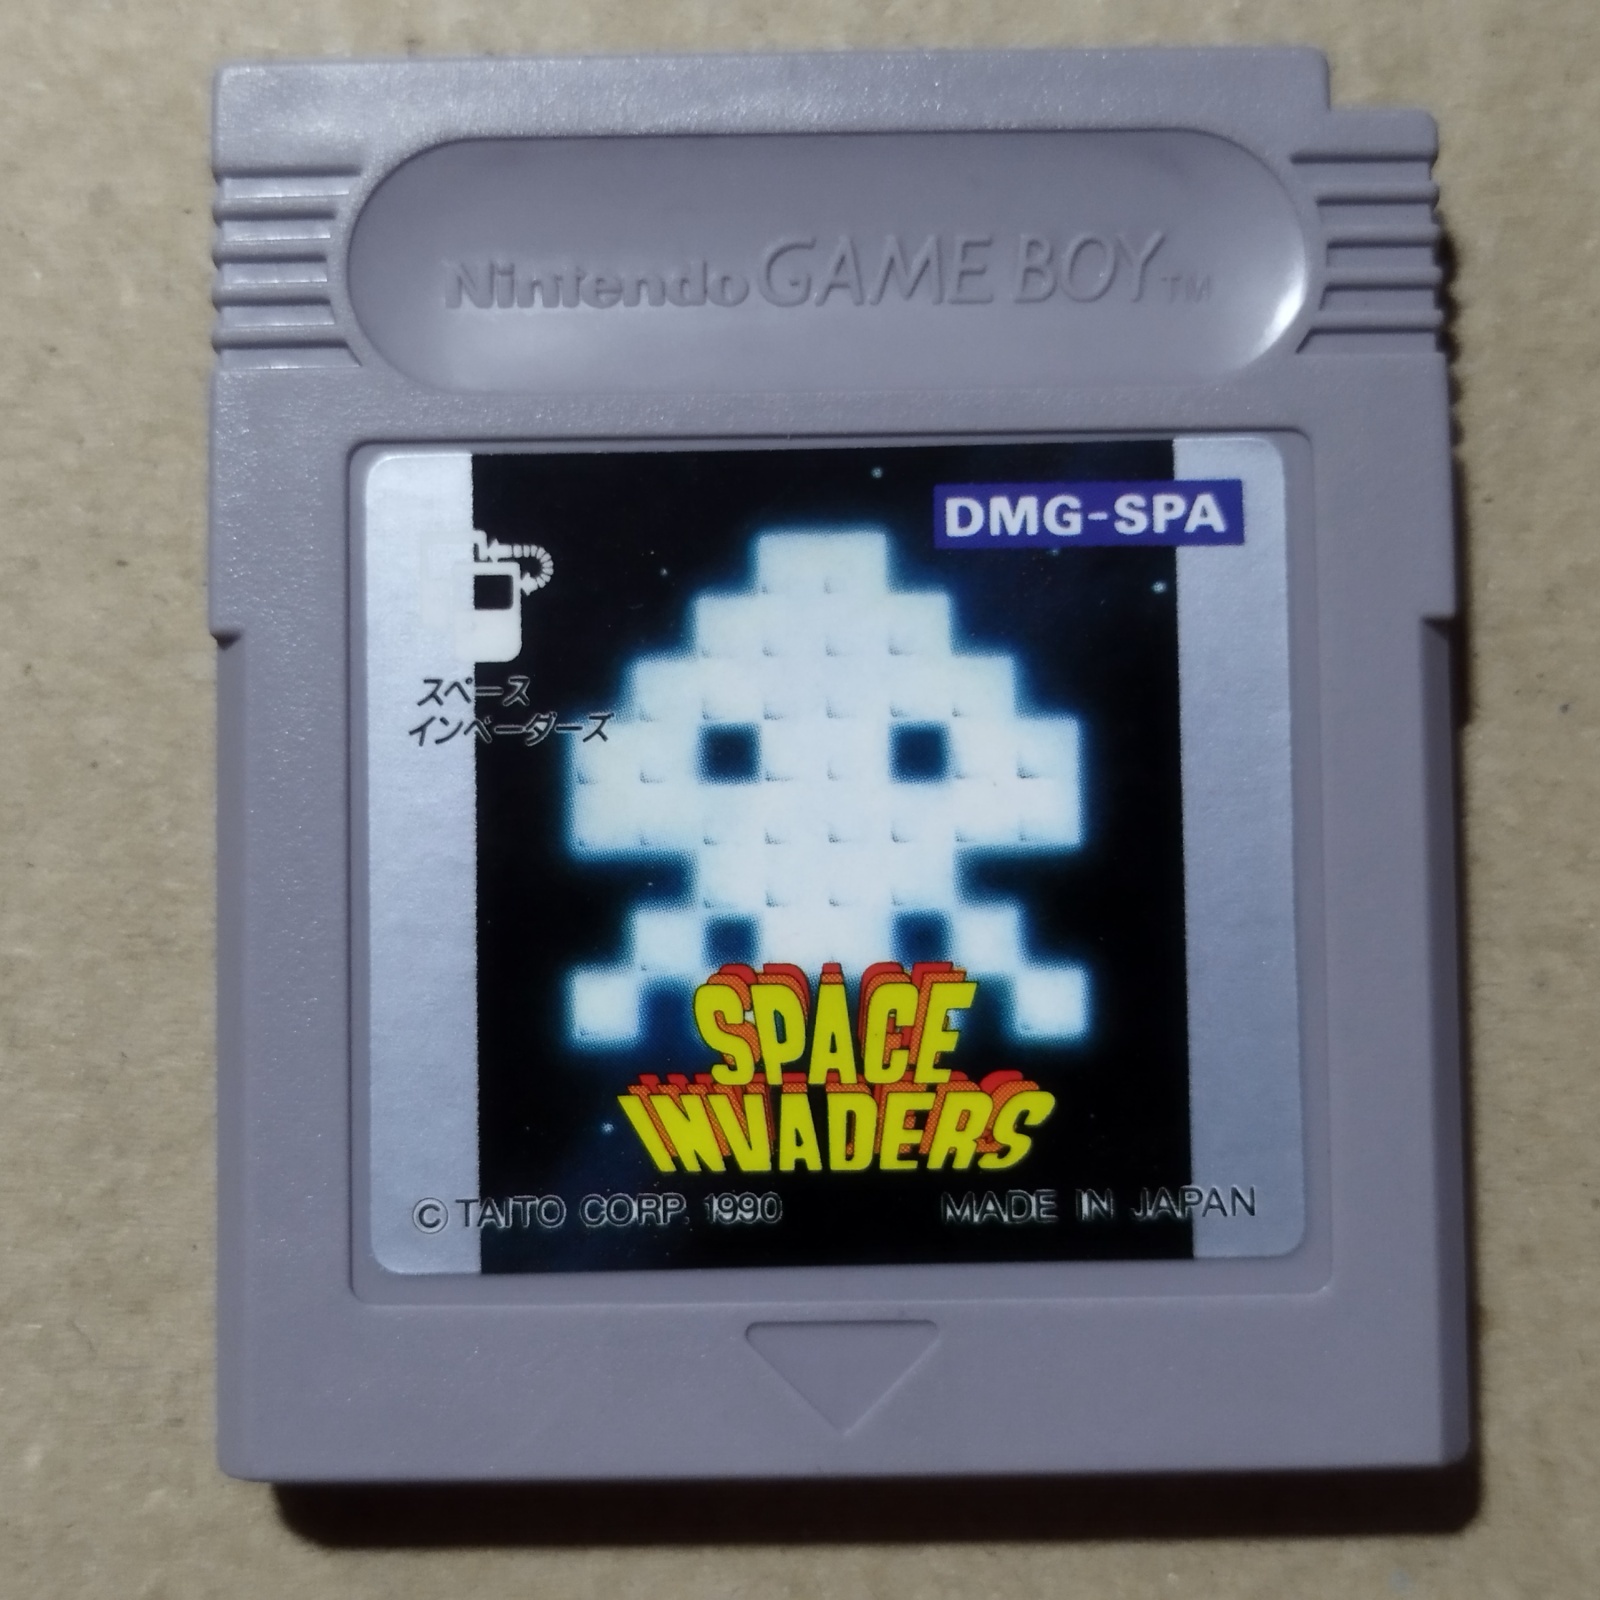 Nintendo GAME BOY™
DMG-SPA
スペース
インベーダーズ
SPACE
INVADERS
© TAITO CORP. 1990 MADE IN JAPAN